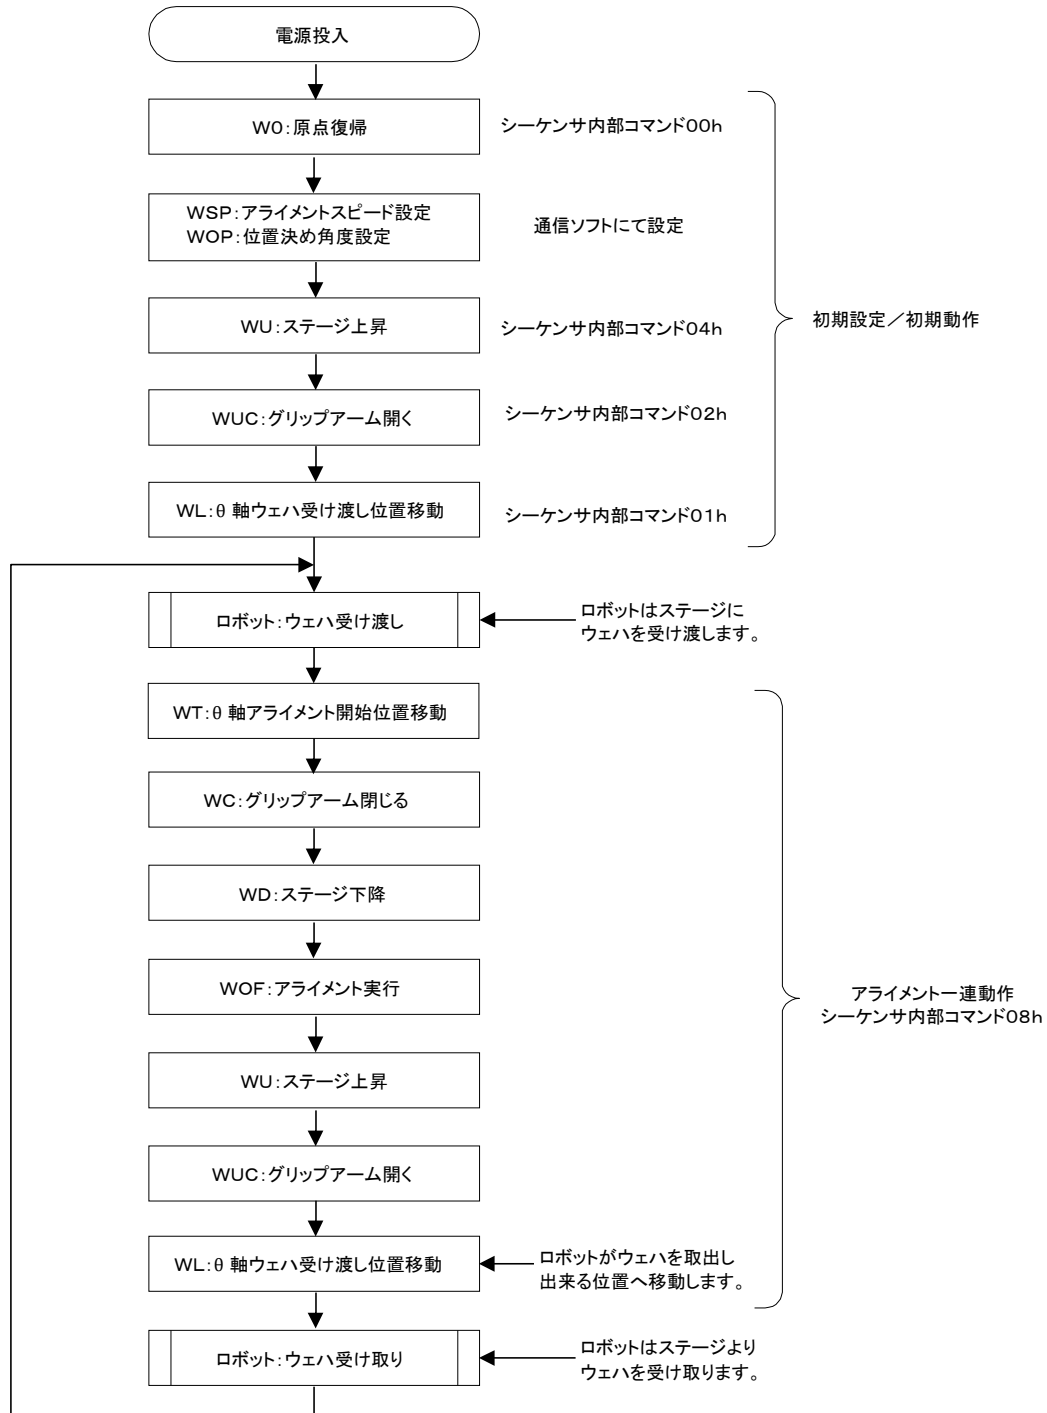 電源投入
WO:原点復帰
シーケンサ内部コマンド00h
WSP:アライメントスピード設定
WOP:位置決め角度設定
通信ソフトにて設定
WU:ステージ上昇
シーケンサ内部コマンド04h
初期設定/初期動作
WUC:グリップアーム開く
シーケンサ内部コマンド02h
WL:θ 軸ウェハ受け渡し位置移動
シーケンサ内部コマンド01h
ロボット:ウェハ受け渡し
ロボットはステージに
ウェハを受け渡します。
WT:θ 軸アライメント開始位置移動
WC:グリップアーム閉じる
WD:ステージ下降
WOF:アライメント実行
アライメント一連動作
シーケンサ内部コマンド08h
WU:ステージ上昇
WUC:グリップアーム開く
WL:θ 軸ウェハ受け渡し位置移動
ロボットがウェハを取出し
出来る位置へ移動します。
ロボット:ウェハ受け取り
ロボットはステージより
ウェハを受け取ります。